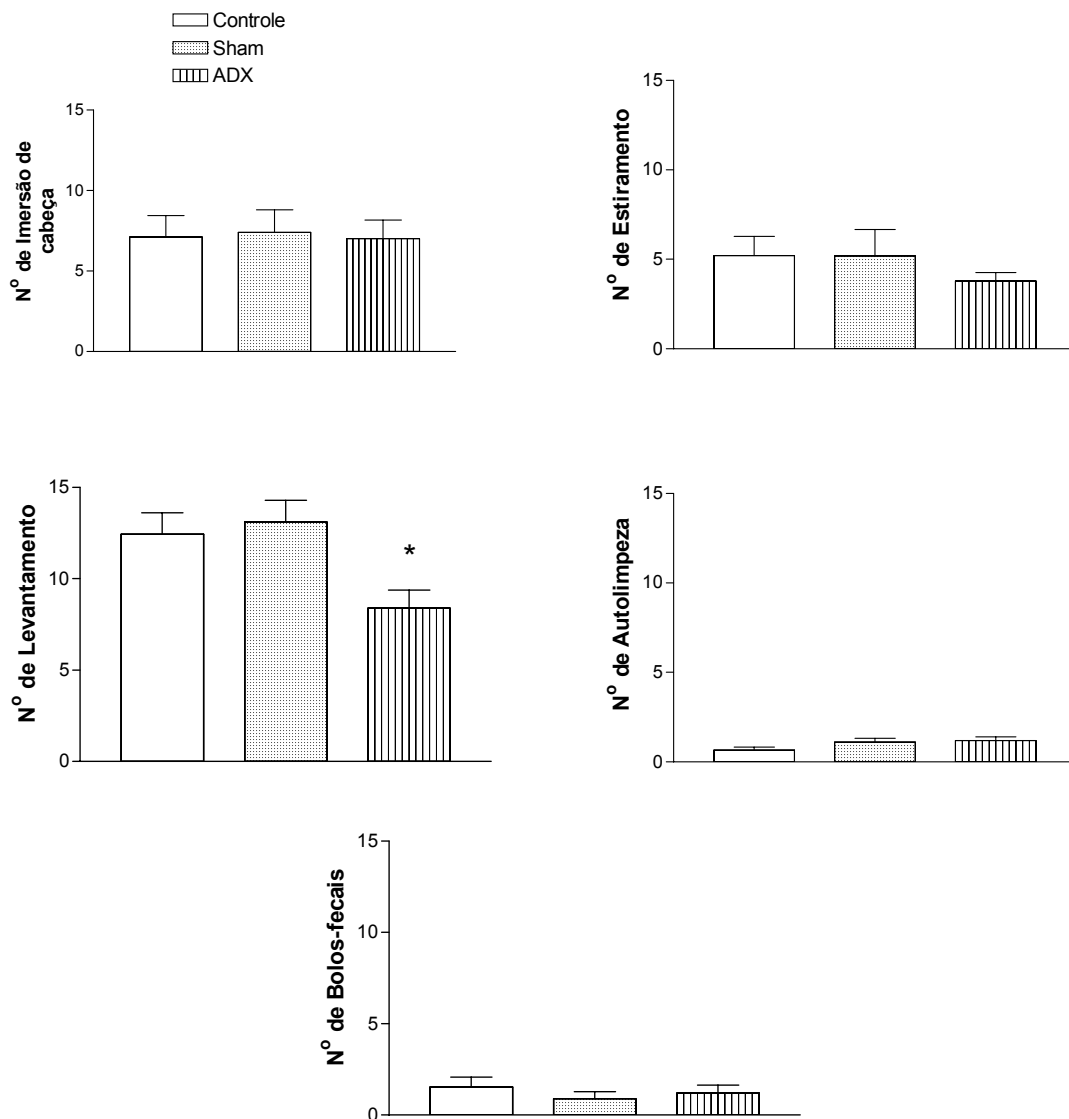 Controle
Sham
ADX
Nº de Imersão de
cabeça
15
10
5
0
Nº de Estiramento
15
10
5
0
Nº de Levantamento
15
10
5
0
*
Nº de Autolimpeza
15
10
5
0
Nº de Bolos-fecais
15
10
5
0